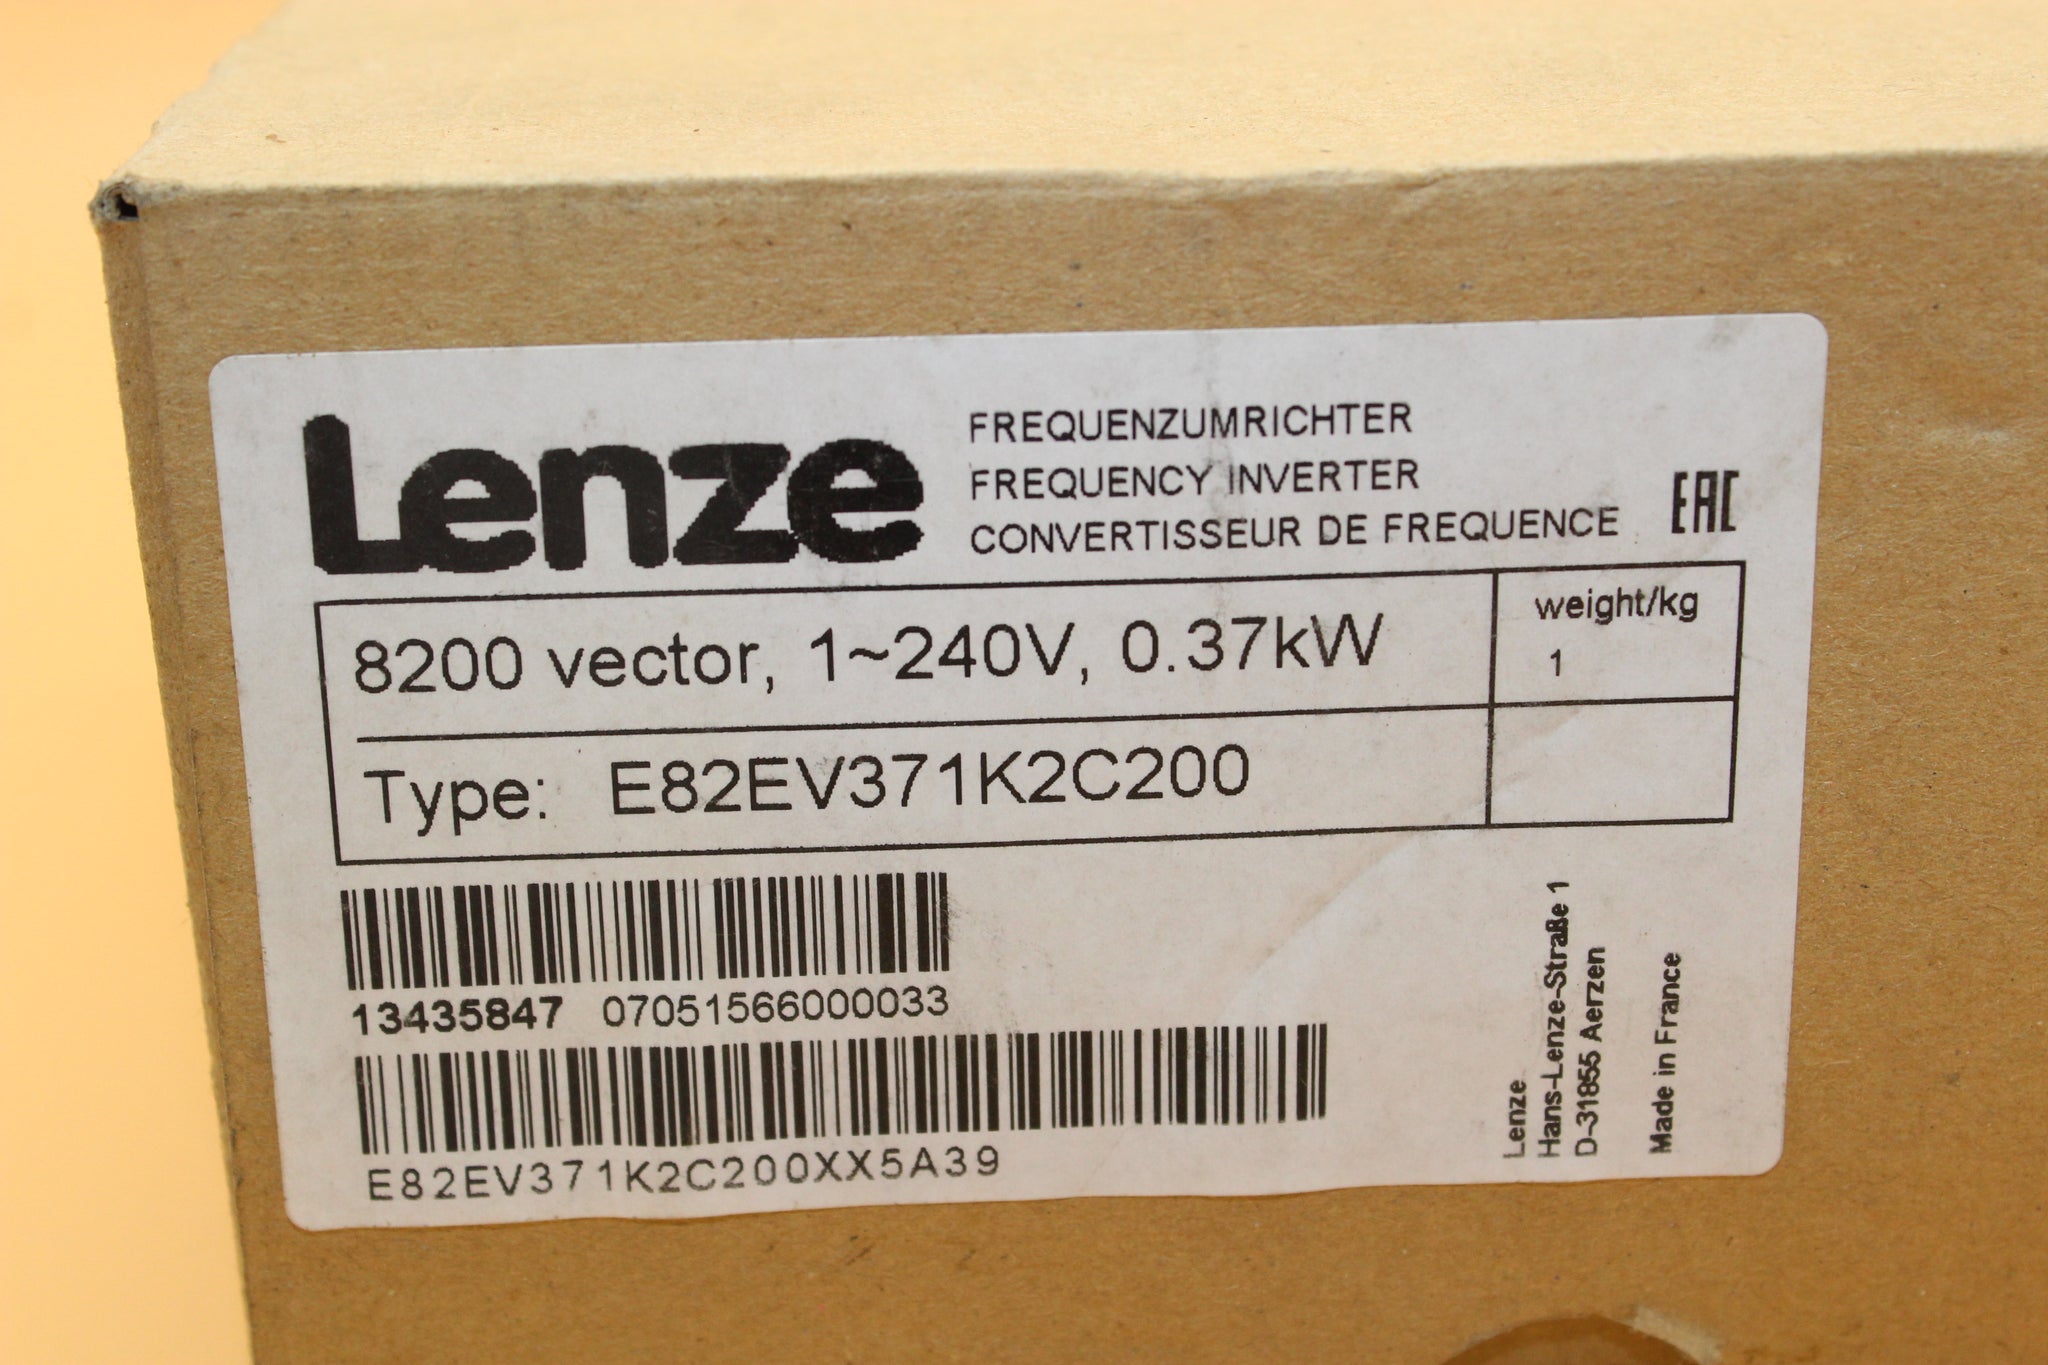 Lenze
FREQUENZUMRICHTER
FREQUENCY INVERTER
CONVERTISSEUR DE FREQUENCE
EAC
8200 vector, 1~240V, 0.37kW
weight/kg
1
Type: E82EV371K2C200
13435847 07051566000033
E82EV371K2C200XX5A39
Lenze
Hans-Lenze-Straße 1
D-31855 Aerzen
Made in France